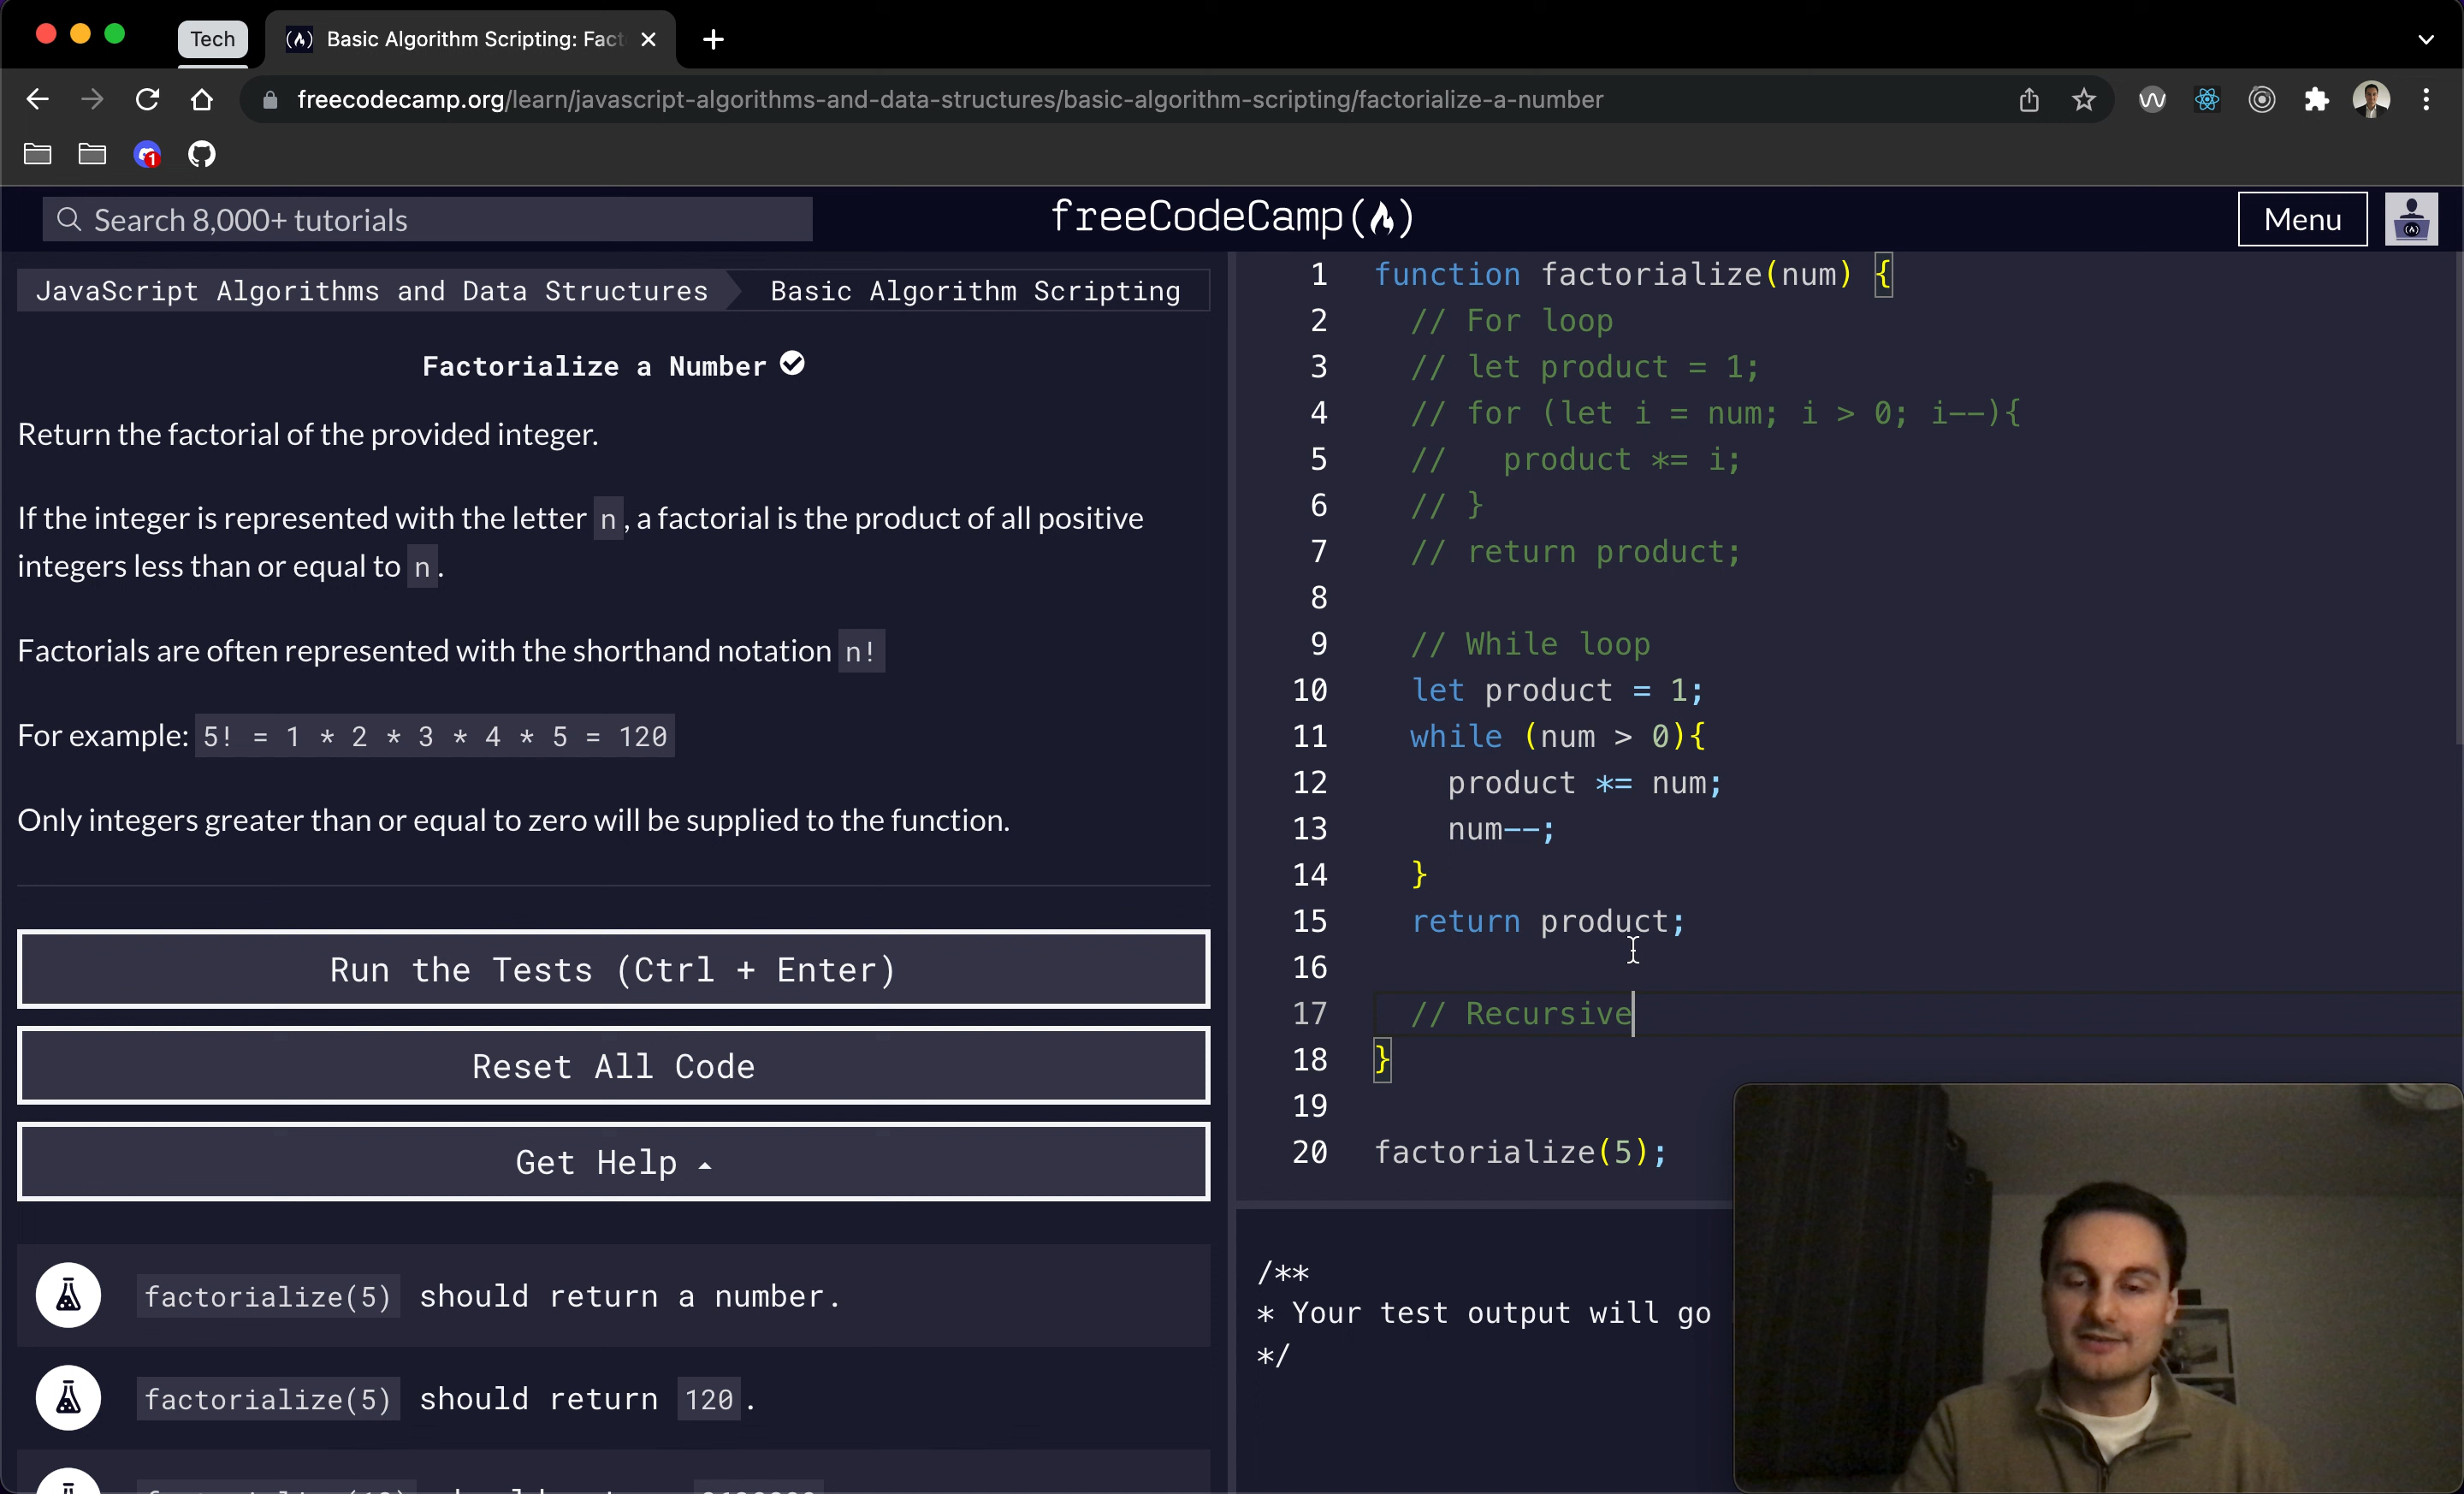 Tech
Basic Algorithm Scripting: Fact
freecodecamp.org/learn/javascript-algorithms-and-data-structures/basic-algorithm-scripting/factorialize-a-number
1
Search 8,000+ tutorials
freeCodeCamp
Menu
JavaScript Algorithms and Data Structures
Basic Algorithm Scripting
Factorialize a Number
Return the factorial of the provided integer.
If the integer is represented with the letter n, a factorial is the product of all positive
integers less than or equal to n.
Factorials are often represented with the shorthand notation n!
For example: 5! = 1 * 2 * 3 * 4 * 5 = 120
Only integers greater than or equal to zero will be supplied to the function.
Run the Tests (Ctrl + Enter)
Reset All Code
Get Help
factorialize(5) should return a number.
factorialize(5) should return 120.
1 function factorialize(num) {
2 // For loop
3 // let product = 1;
4 // for (let i = num; i > 0; i--){
5 //   product *= i;
6 // }
7 // return product;
8
9 // While loop
10 let product = 1;
11 while (num > 0){
12 product *= num;
13 num--;
14 }
15 return product;
16
17 // Recursive
18 }
19
20 factorialize(5);
/**
* Your test output will go
*/